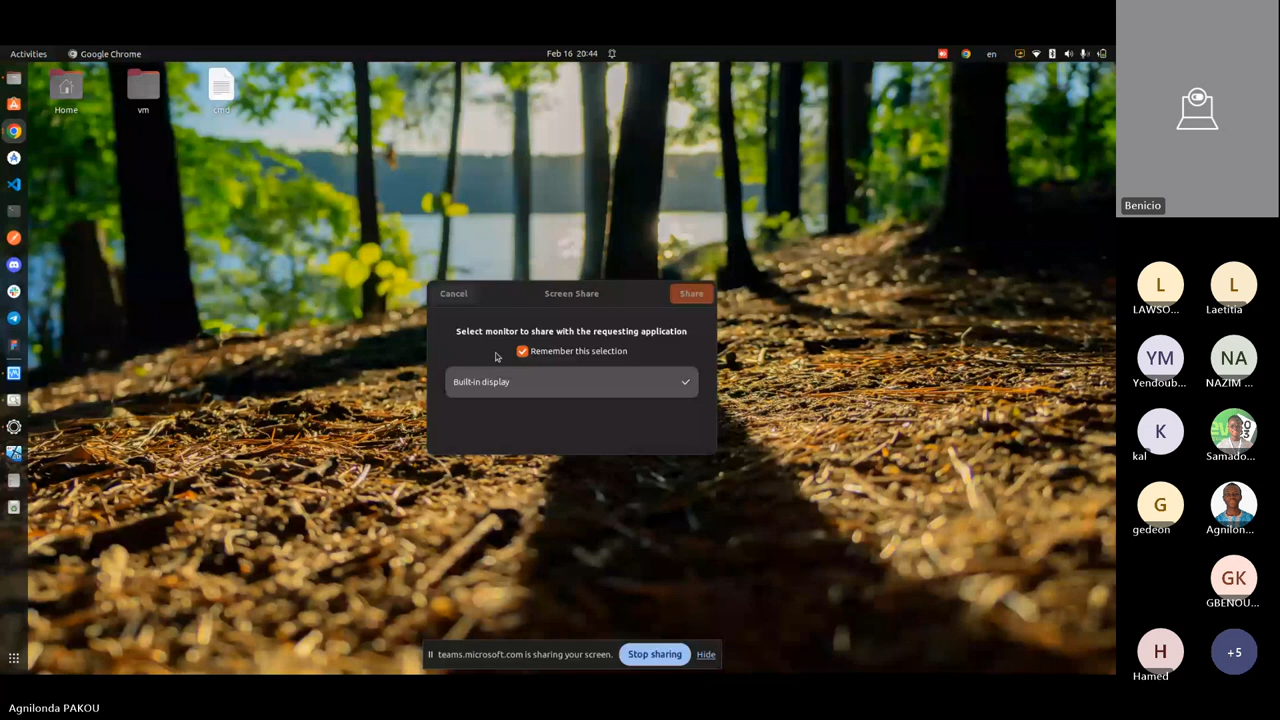 Activities
Google Chrome
Feb 16 20:44
en
Home
vm
cmd
Cancel
Screen Share
Share
Select monitor to share with the requesting application
Remember this selection
Built-in display
teams.microsoft.com is sharing your screen.
Stop sharing
Hide
Agnilonda PAKOU
Benicio
L
L
LAWSO...
Laetitia
YM
NA
Yendoub...
NAZIM ...
K
kal
Samado...
G
gedeon
Agnilon...
GK
GBENOU...
H
+5
Hamed